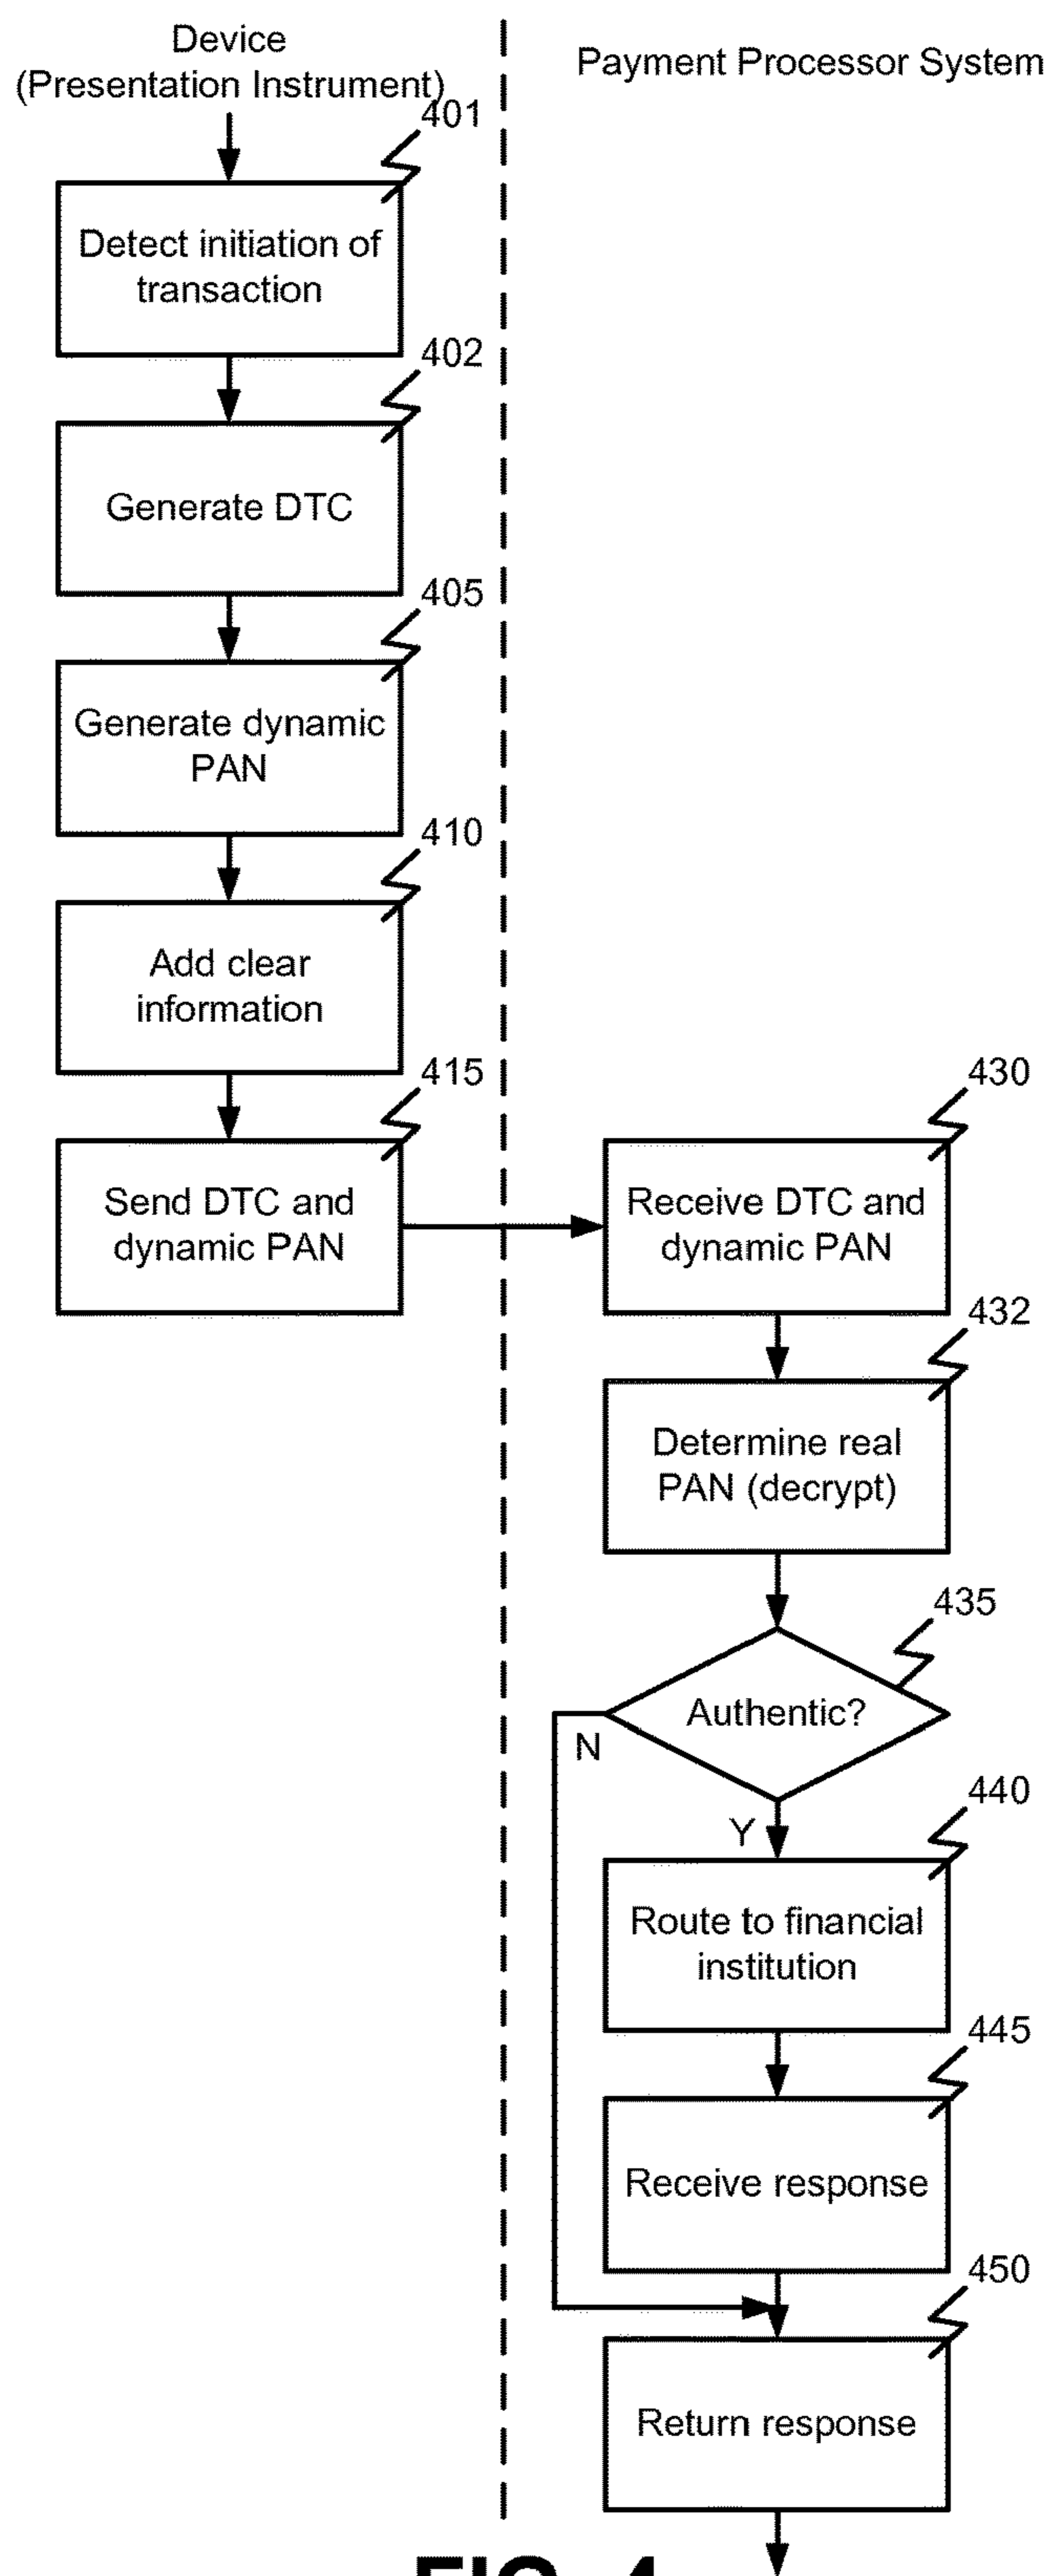 Device
(Presentation Instrument)
Payment Processor System
401
Detect initiation of
transaction
402
Generate DTC
405
Generate dynamic
PAN
410
Add clear
information
415
Send DTC and
dynamic PAN
430
Receive DTC and
dynamic PAN
432
Determine real
PAN (decrypt)
435
Authentic?
N
Y
440
Route to financial
institution
445
Receive response
450
Return response
FIG. 4